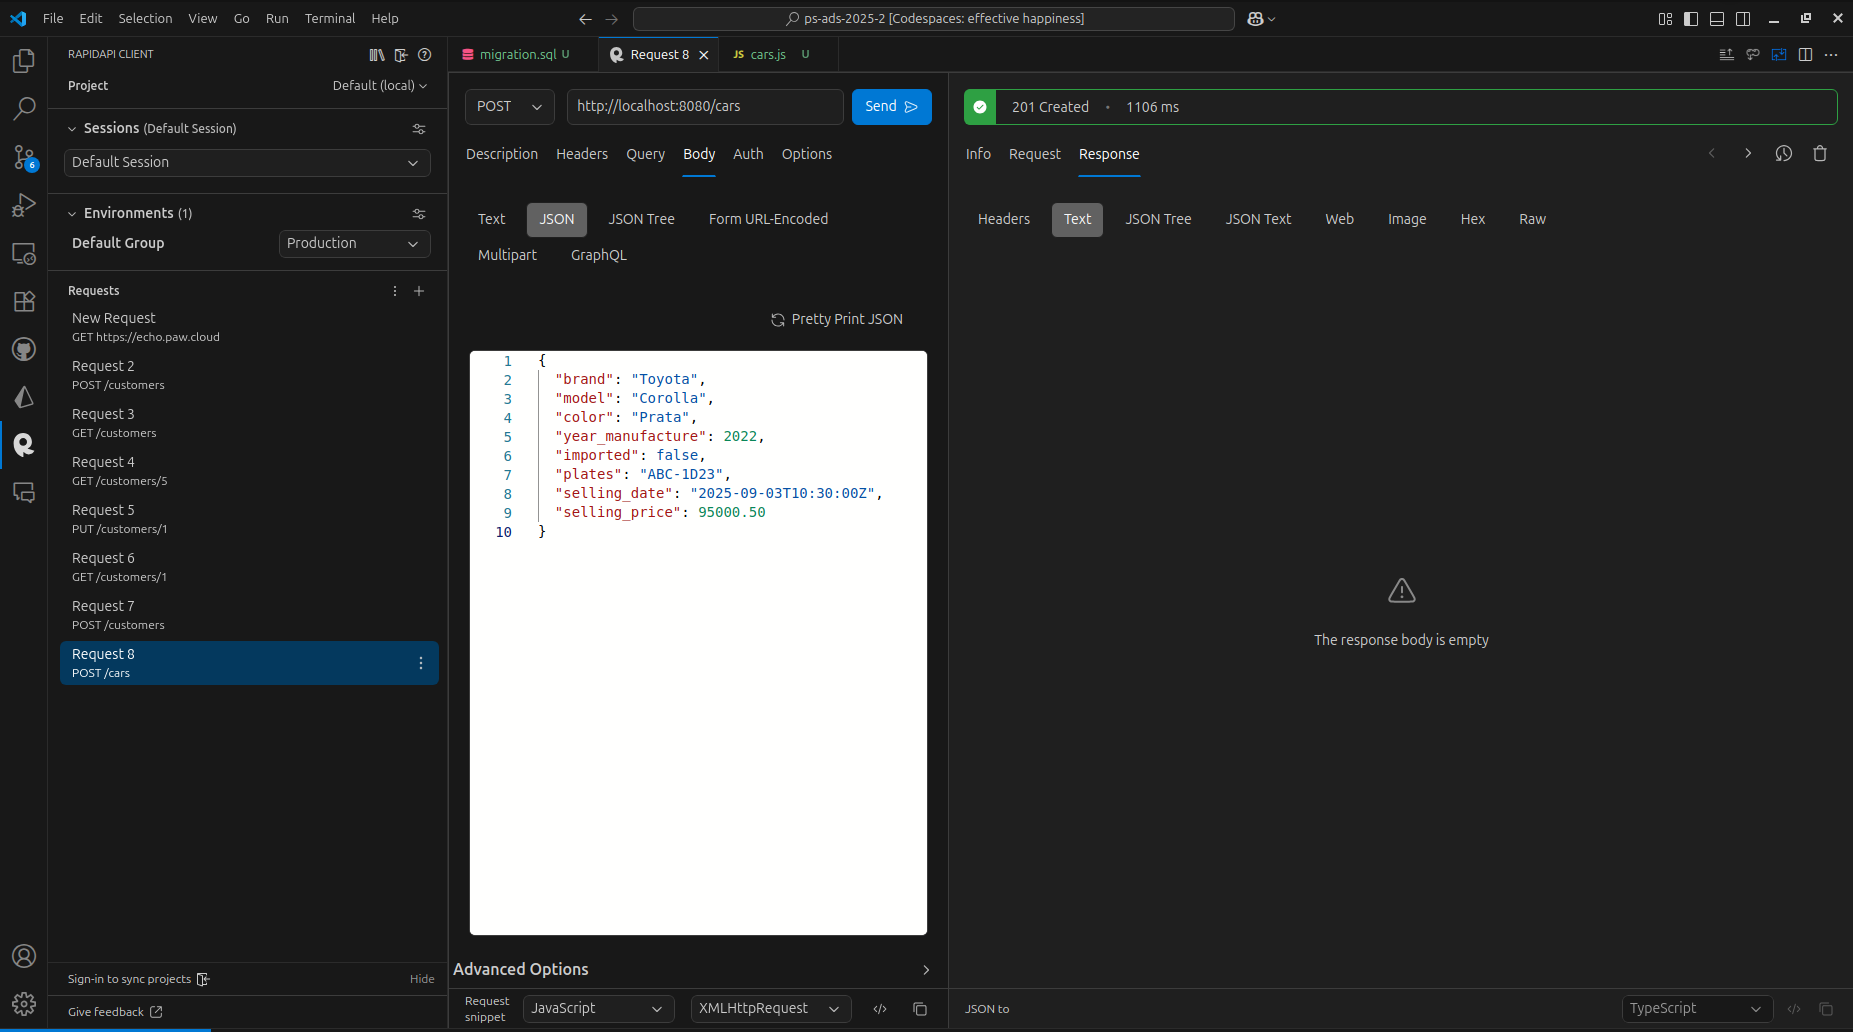 File Edit Selection View Go Run Terminal Help
ps-ads-2025-2 [Codespaces: effective happiness]
RAPIDAPI CLIENT
Project Default (local)
Sessions (Default Session)
Default Session
Environments (1)
Default Group Production
Requests
New Request
GET https://echo.paw.cloud
Request 2
POST /customers
Request 3
GET /customers
Request 4
GET /customers/5
Request 5
PUT /customers/1
Request 6
GET /customers/1
Request 7
POST /customers
Request 8
POST /cars
Sign-in to sync projects Hide
Give feedback
6
migration.sql U Request 8 JS cars.js U
POST http://localhost:8080/cars Send
Description Headers Query Body Auth Options
Text JSON JSON Tree Form URL-Encoded
Multipart GraphQL
Pretty Print JSON
1 {
2 "brand": "Toyota",
3 "model": "Corolla",
4 "color": "Prata",
5 "year_manufacture": 2022,
6 "imported": false,
7 "plates": "ABC-1D23",
8 "selling_date": "2025-09-03T10:30:00Z",
9 "selling_price": 95000.50
10 }
Advanced Options
Request snippet JavaScript XMLHttpRequest
201 Created • 1106 ms
Info Request Response
Headers Text JSON Tree JSON Text Web Image Hex Raw
The response body is empty
JSON to TypeScript